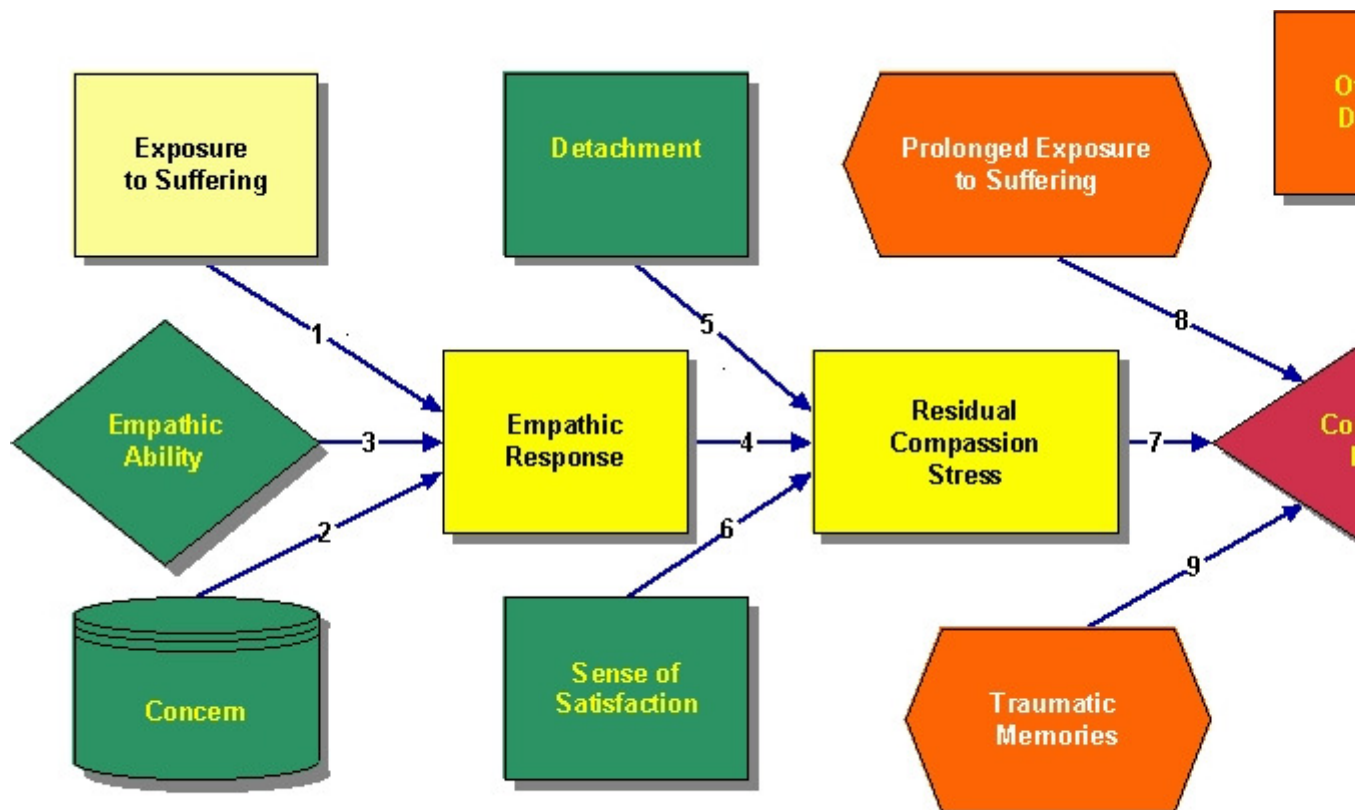 Exposure
to Suffering
Detachment
Prolonged Exposure
to Suffering
1
5
8
Empathic
Ability
3
Empathic
Response
4
Residual
Compassion
Stress
7
2
6
9
Concern
Sense of
Satisfaction
Traumatic
Memories